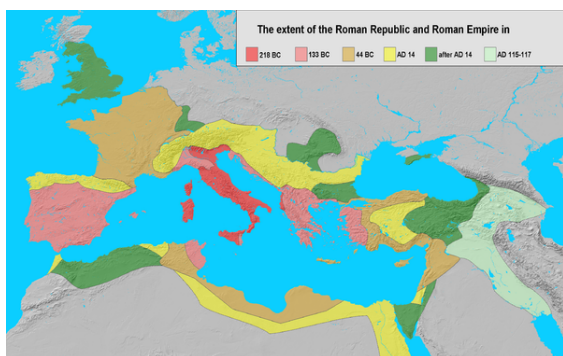 The extent of the Roman Republic and Roman Empire in
218 BC 133 BC 44 BC AD 14 after AD 14 AD 115-117